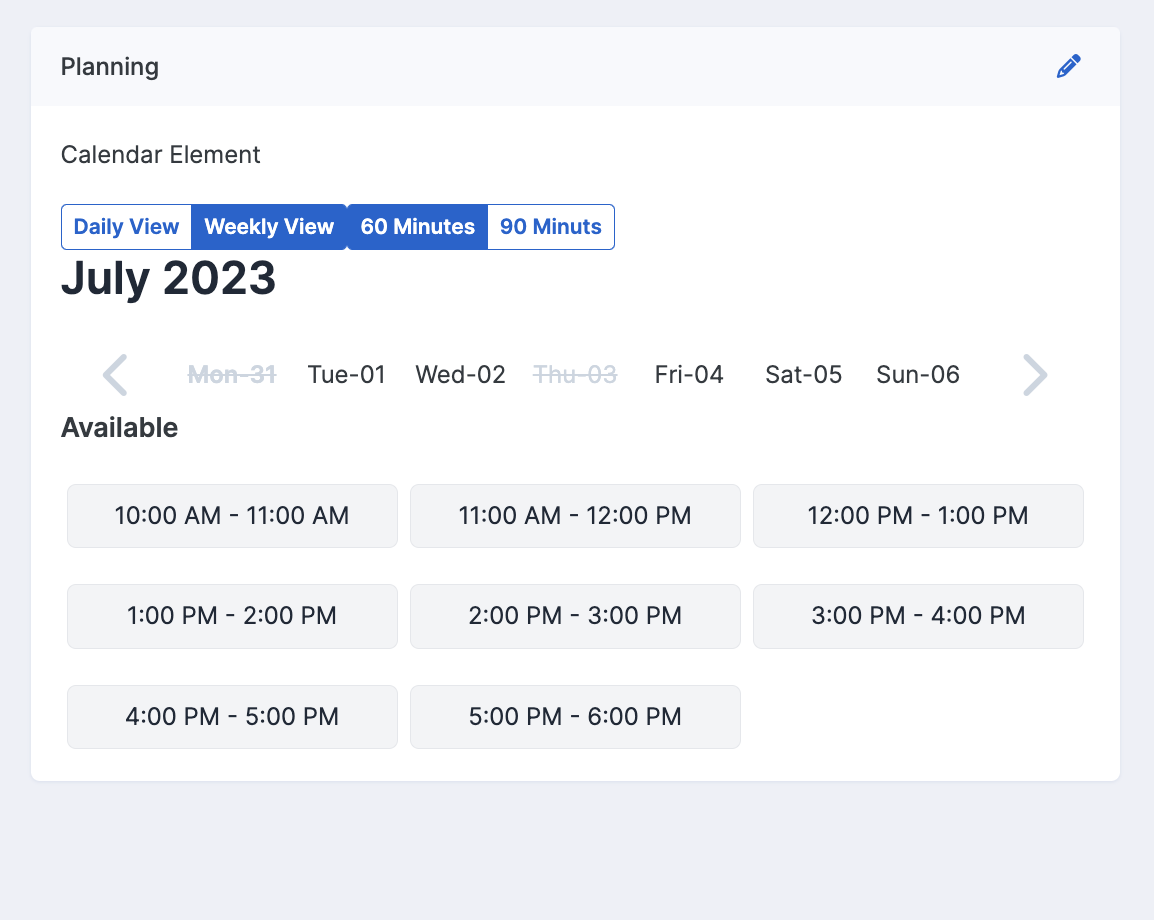 Planning
Calendar Element
Daily View Weekly View 60 Minutes 90 Minuts
July 2023
Mon-31 Tue-01 Wed-02 Thu-03 Fri-04 Sat-05 Sun-06
Available
10:00 AM - 11:00 AM 11:00 AM - 12:00 PM 12:00 PM - 1:00 PM
1:00 PM - 2:00 PM 2:00 PM - 3:00 PM 3:00 PM - 4:00 PM
4:00 PM - 5:00 PM 5:00 PM - 6:00 PM